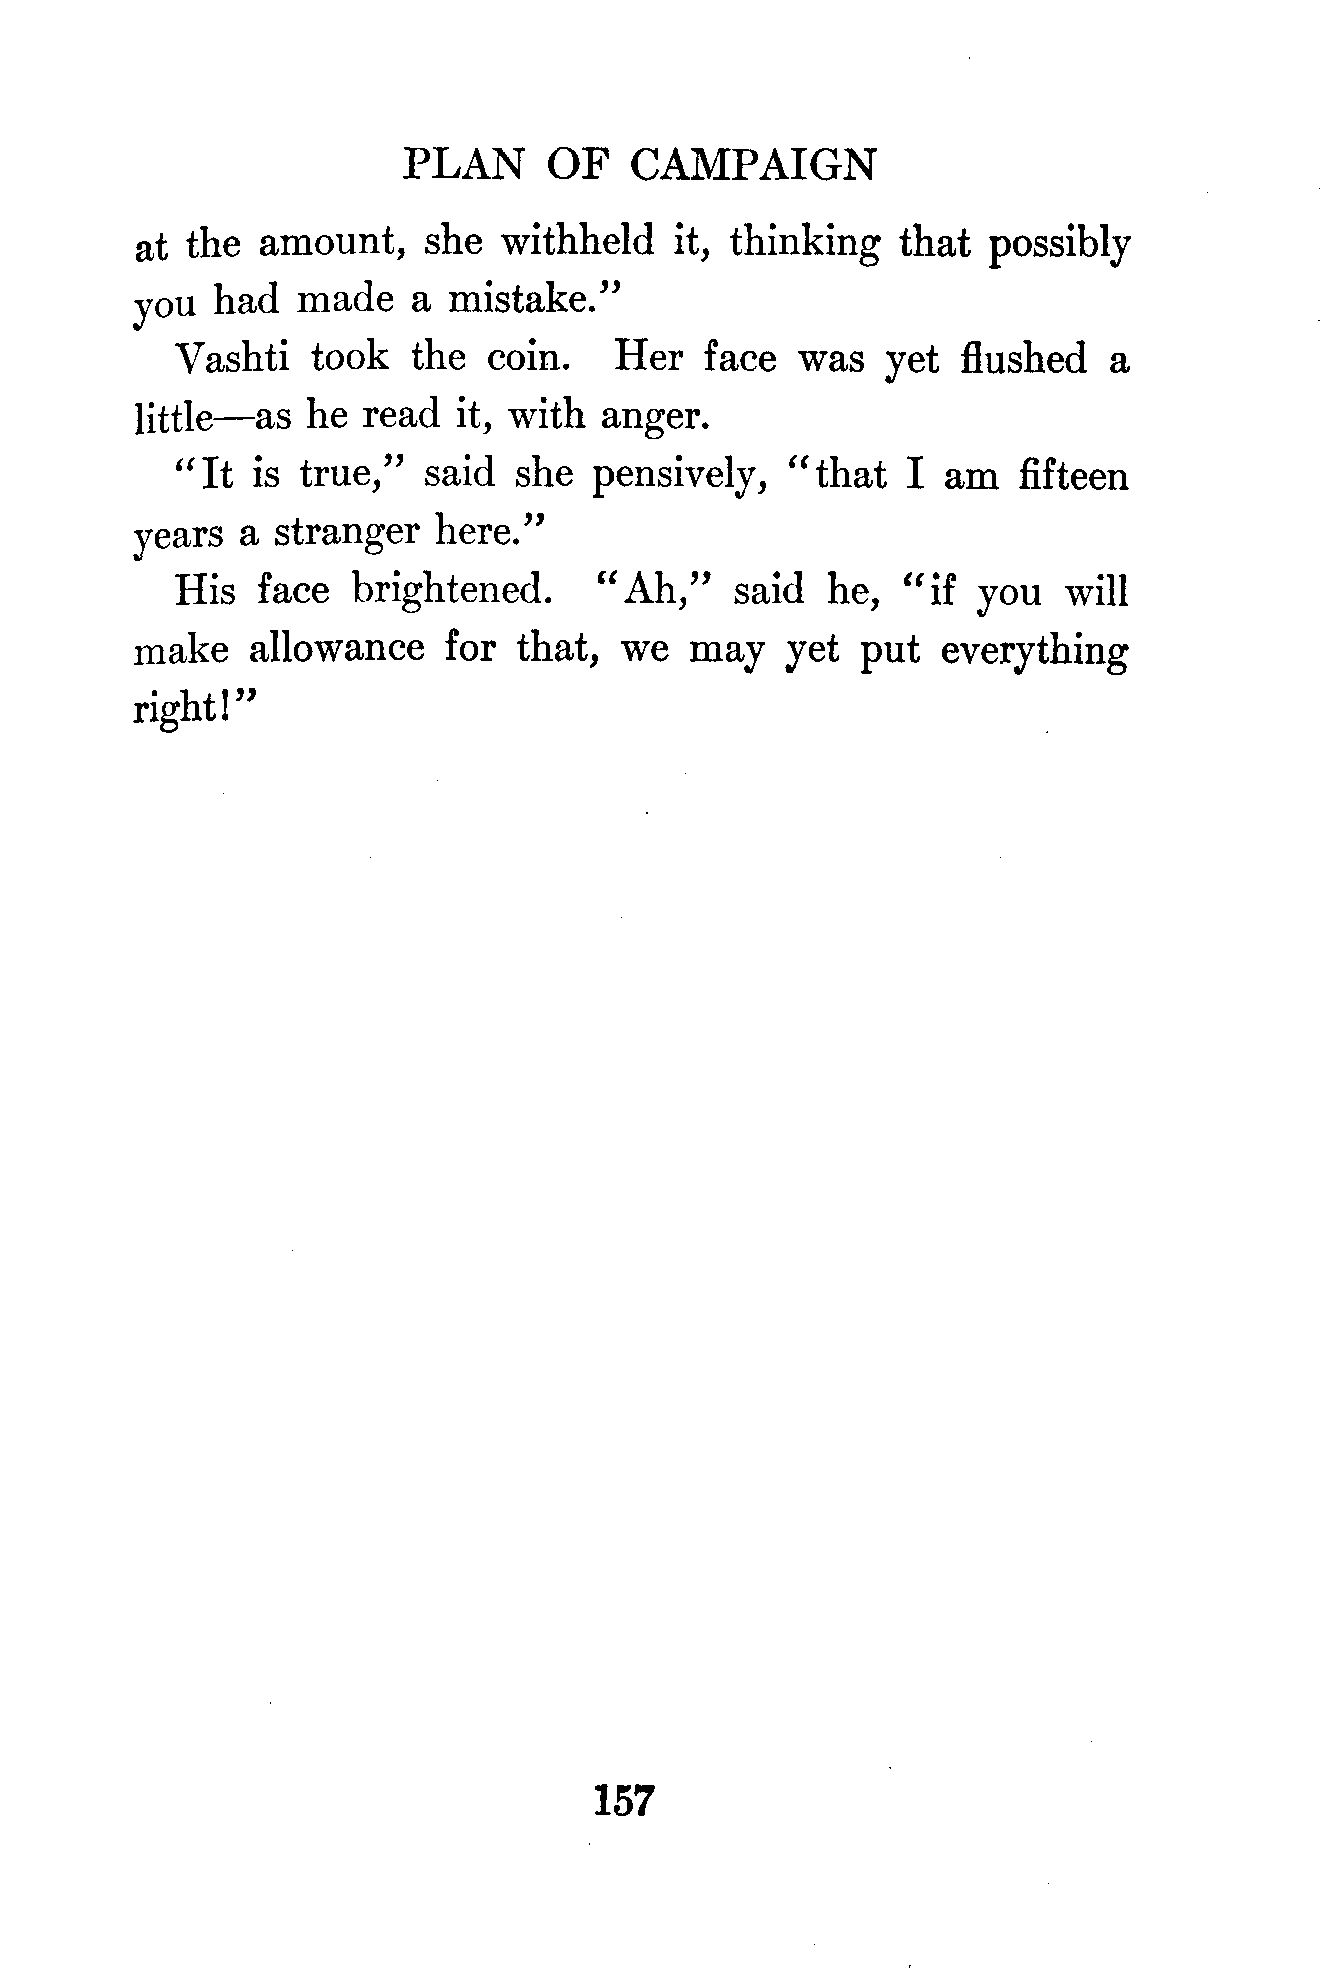 PLAN OF CAMPAIGN
at the amount, she withheld it, thinking that possibly
you had made a mistake.”
Vashti took the coin. Her face was yet flushed a
little—as he read it, with anger.
“It is true,” said she pensively, “that I am fifteen
years a stranger here.”
His face brightened. “Ah,” said he, “if you will
make allowance for that, we may yet put everything
right!”
157